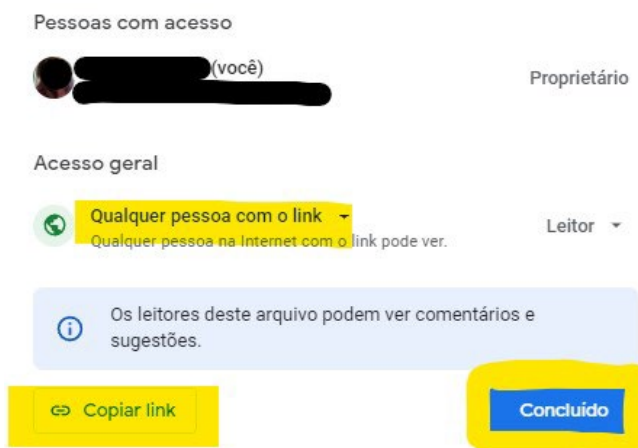 Pessoas com acesso
(você)
Proprietário
Acesso geral
Qualquer pessoa com o link
Qualquer pessoa na Internet com o link pode ver.
Leitor
Os leitores deste arquivo podem ver comentários e
sugestões.
Copiar link
Concluído